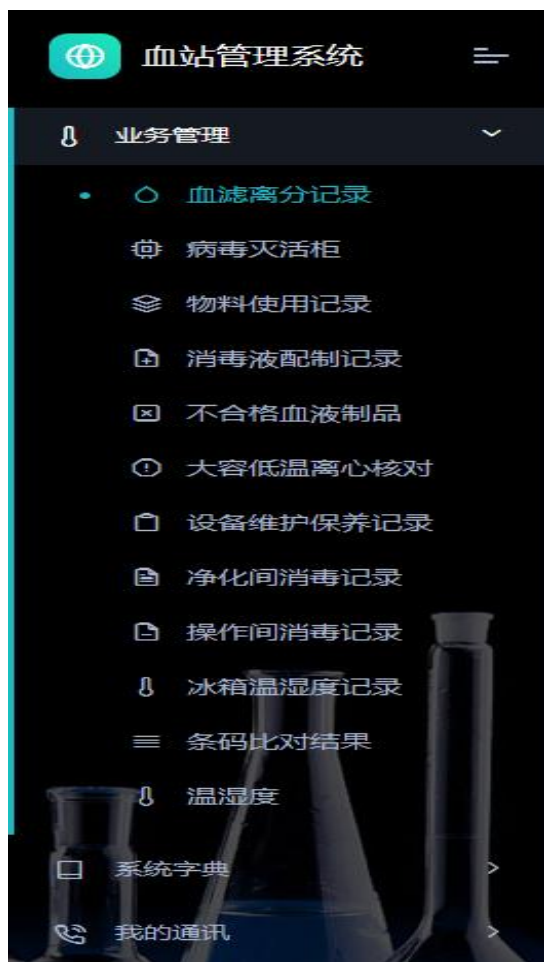 血站管理系统
业务管理
血滤离分记录
病毒灭活柜
物料使用记录
消毒液配制记录
不合格血液制品
大容低温离心核对
设备维护保养记录
净化间消毒记录
操作间消毒记录
冰箱温湿度记录
条码比对结果
温湿度
系统字典
我的通讯